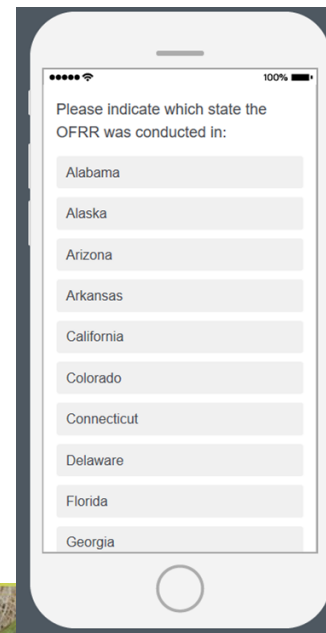 100%
Please indicate which state the
OFRR was conducted in:
Alabama
Alaska
Arizona
Arkansas
California
Colorado
Connecticut
Delaware
Florida
Georgia